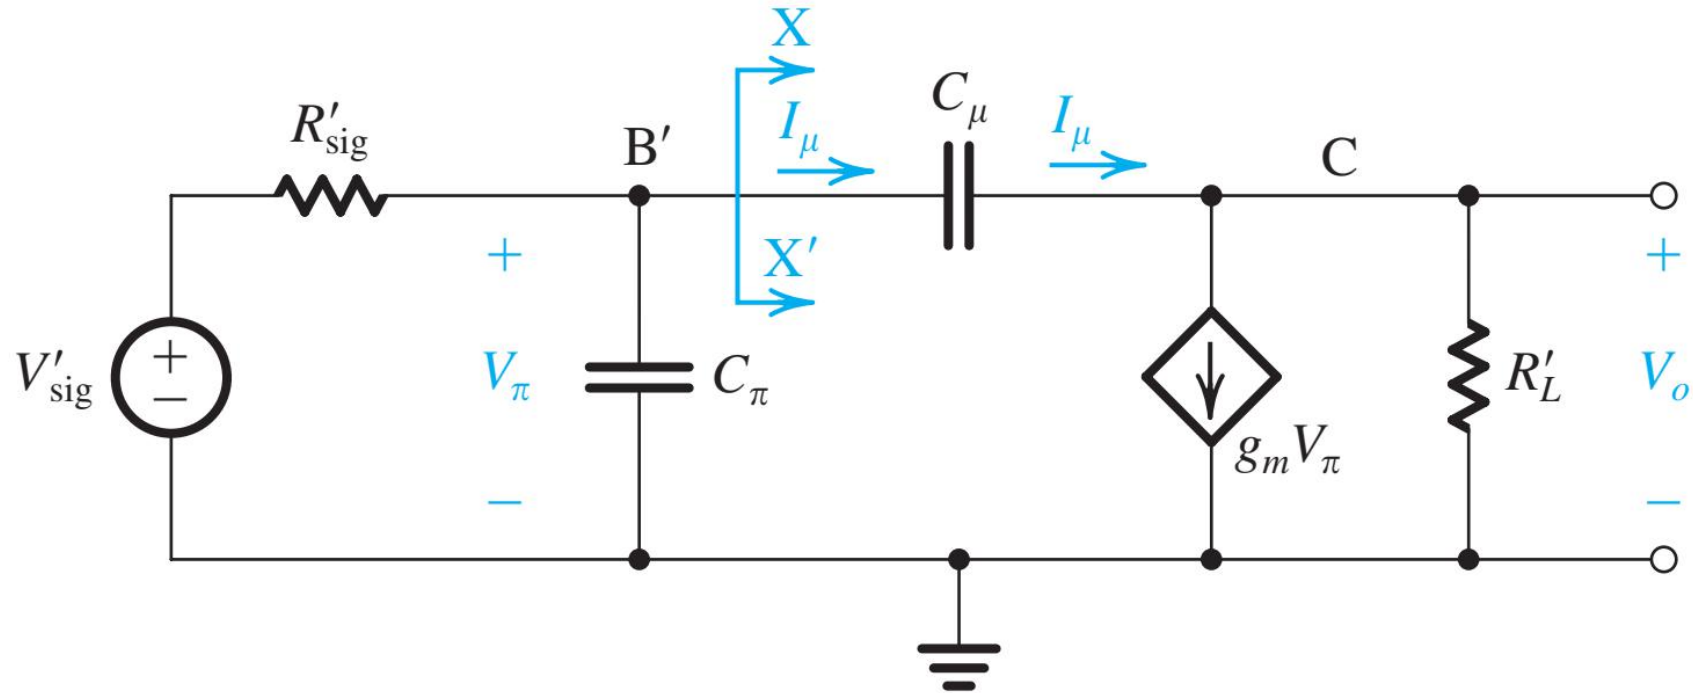 X
C_μ
I_μ
I_μ
R′_sig
B′
C
X′
+
+
+
−
V′_sig
V_π
C_π
R′_L
V_o
g_m V_π
−
−